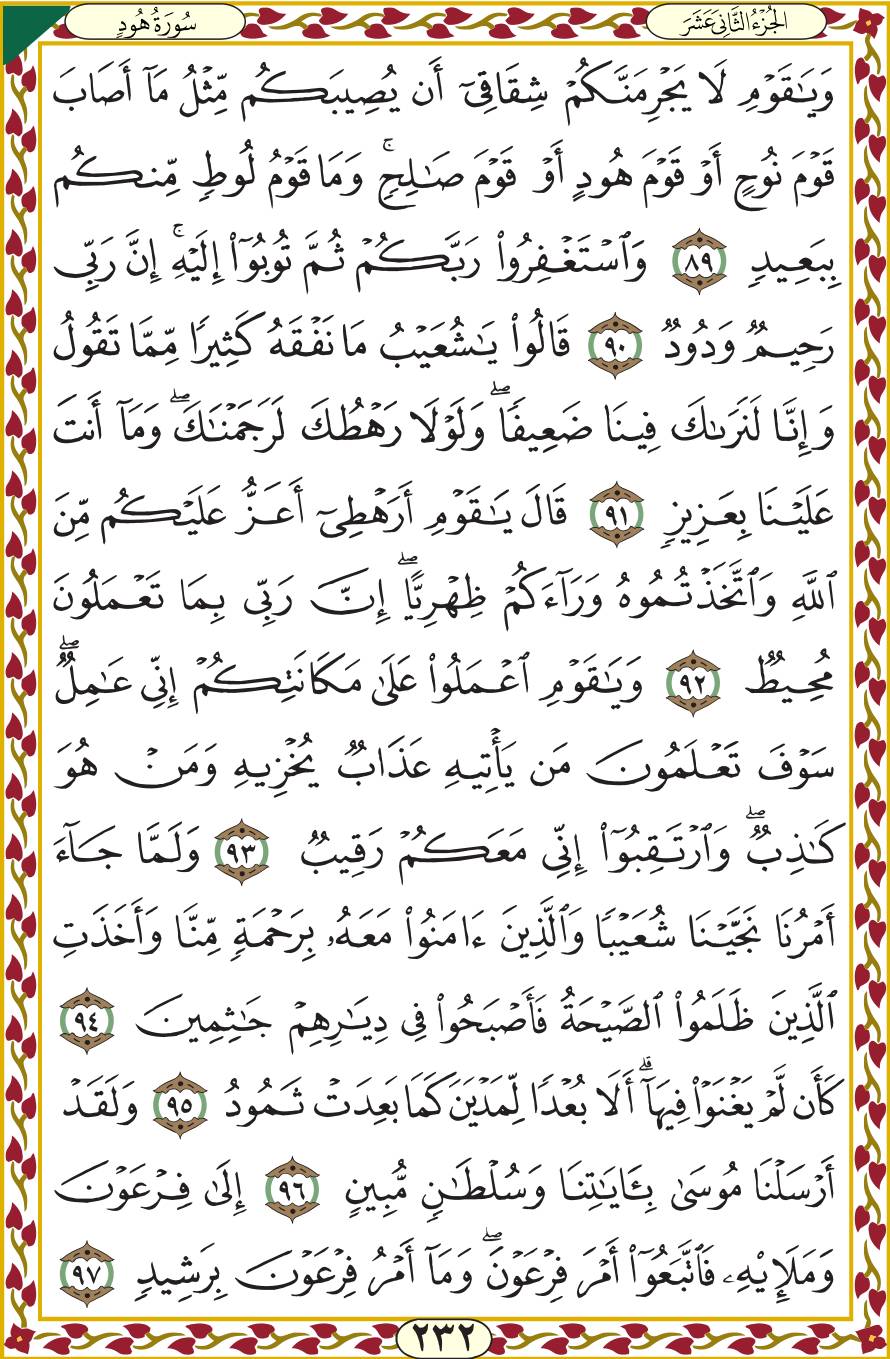 الجُزْءُ الثَّانِيَ عَشَرَ
سُورَةُ هُودٍ
وَيَٰقَوْمِ لَا يَجْرِمَنَّكُمْ شِقَاقِىٓ أَن يُصِيبَكُم مِّثْلُ مَآ أَصَابَ
قَوْمَ نُوحٍ أَوْ قَوْمَ هُودٍ أَوْ قَوْمَ صَٰلِحٍۚ وَمَا قَوْمُ لُوطٍ مِّنكُم
بِبَعِيدٍ ٨٩ وَٱسْتَغْفِرُوا۟ رَبَّكُمْ ثُمَّ تُوبُوٓا۟ إِلَيْهِۚ إِنَّ رَبِّى
رَحِيمٌ وَدُودٌ ٩٠ قَالُوا۟ يَٰشُعَيْبُ مَا نَفْقَهُ كَثِيرًا مِّمَّا تَقُولُ
وَإِنَّا لَنَرَىٰكَ فِينَا ضَعِيفًاۖ وَلَوْلَا رَهْطُكَ لَرَجَمْنَٰكَۖ وَمَآ أَنتَ
عَلَيْنَا بِعَزِيزٍ ٩١ قَالَ يَٰقَوْمِ أَرَهْطِىٓ أَعَزُّ عَلَيْكُم مِّنَ
ٱللَّهِ وَٱتَّخَذْتُمُوهُ وَرَآءَكُمْ ظِهْرِيًّاۖ إِنَّ رَبِّى بِمَا تَعْمَلُونَ
مُحِيطٌ ٩٢ وَيَٰقَوْمِ ٱعْمَلُوا۟ عَلَىٰ مَكَانَتِكُمْ إِنِّى عَٰمِلٌۖ
سَوْفَ تَعْلَمُونَ مَن يَأْتِيهِ عَذَابٌ يُخْزِيهِ وَمَنْ هُوَ
كَٰذِبٌۖ وَٱرْتَقِبُوٓا۟ إِنِّى مَعَكُمْ رَقِيبٌ ٩٣ وَلَمَّا جَآءَ
أَمْرُنَا نَجَّيْنَا شُعَيْبًا وَٱلَّذِينَ ءَامَنُوا۟ مَعَهُۥ بِرَحْمَةٍ مِّنَّا وَأَخَذَتِ
ٱلَّذِينَ ظَلَمُوا۟ ٱلصَّيْحَةُ فَأَصْبَحُوا۟ فِى دِيَٰرِهِمْ جَٰثِمِينَ ٩٤
كَأَن لَّمْ يَغْنَوْا۟ فِيهَآۗ أَلَا بُعْدًا لِّمَدْيَنَ كَمَا بَعِدَتْ ثَمُودُ ٩٥ وَلَقَدْ
أَرْسَلْنَا مُوسَىٰ بِـَٔايَٰتِنَا وَسُلْطَٰنٍ مُّبِينٍ ٩٦ إِلَىٰ فِرْعَوْنَ
وَمَلَإِي۟هِۦ فَٱتَّبَعُوٓا۟ أَمْرَ فِرْعَوْنَۖ وَمَآ أَمْرُ فِرْعَوْنَ بِرَشِيدٍ ٩٧
٢٣٢